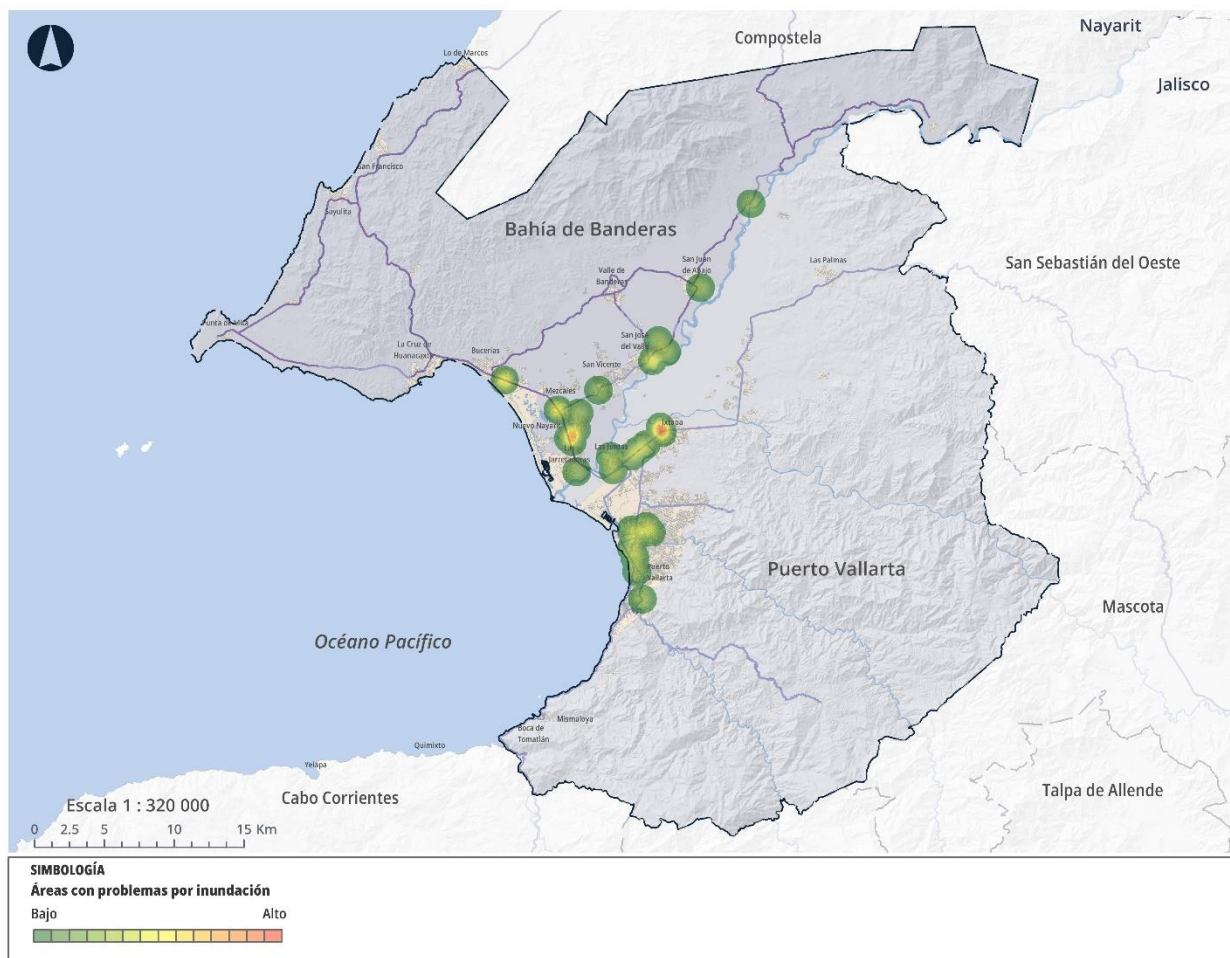 Nayarit
Compostela
Lo de Marcos
Jalisco
San Francisco
Sayulita
Bahía de Banderas
San Juan
de Abajo
Las Palmas
San Sebastián del Oeste
Valle de
Banderas
Punta de Mita
San José
del Valle
La Cruz de
Huanacaxtle
Bucerías
San Vicente
Mezcales
Nuevo Nayarit
Ixtapa
Las Juntas
Jarretaderas
Puerto Vallarta
Puerto
Vallarta
Mascota
Océano Pacífico
Mismaloya
Boca de
Tomatlán
Quimixto
Yelapa
Cabo Corrientes
Talpa de Allende
Escala 1 : 320 000
0 2.5 5 10 15 Km
SIMBOLOGÍA
Áreas con problemas por inundación
Bajo Alto